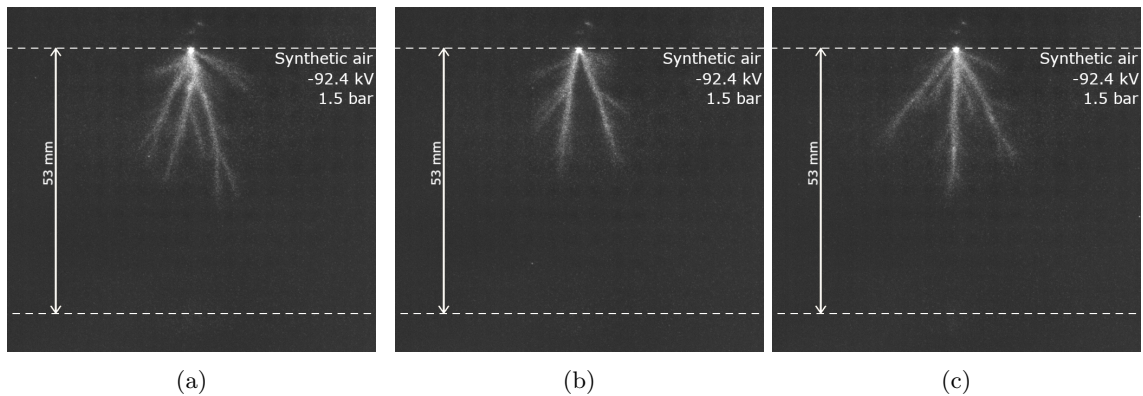 Synthetic air
-92.4 kV
1.5 bar
53 mm
(a)
Synthetic air
-92.4 kV
1.5 bar
53 mm
(b)
Synthetic air
-92.4 kV
1.5 bar
53 mm
(c)